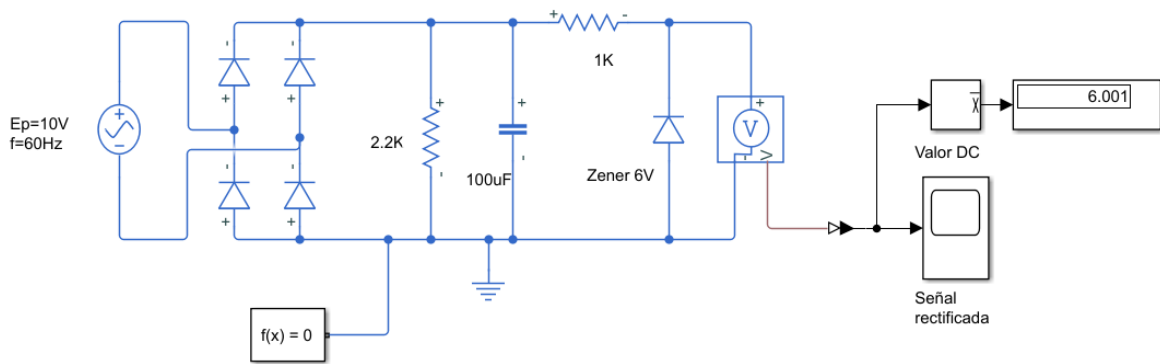 Ep=10V
f=60Hz
+
-
-
-
+
+
-
-
+
+
2.2K
+
-
100uF
+
-
+
-
1K
Zener 6V
+
V
-
V
f(x) = 0
x
Valor DC
6.001
Señal
rectificada